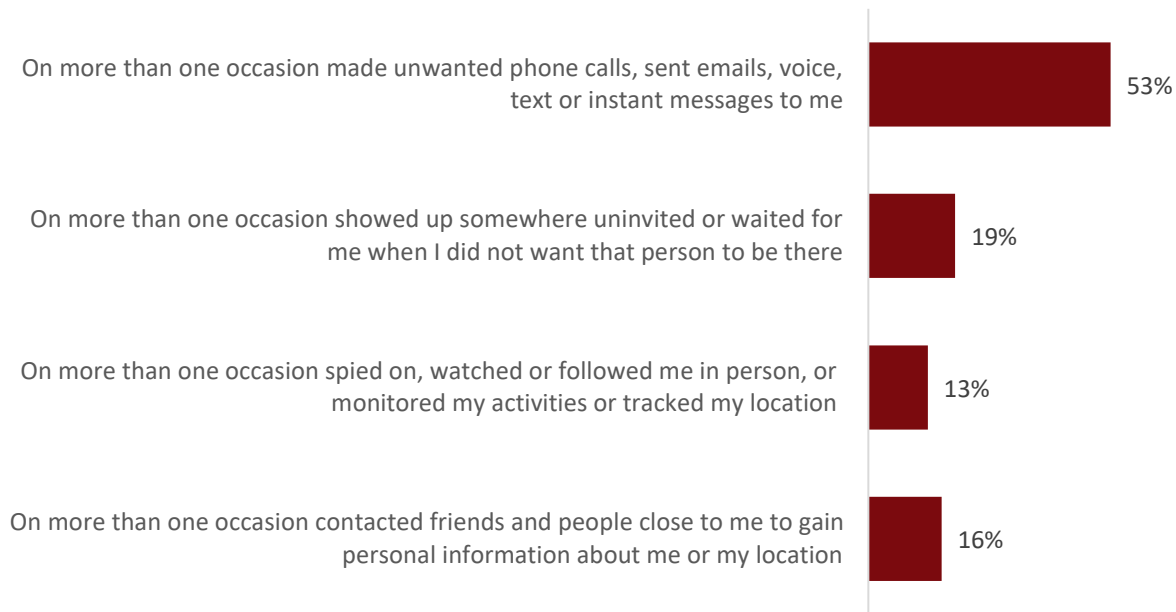 On more than one occasion made unwanted phone calls, sent emails, voice,
text or instant messages to me
53%
On more than one occasion showed up somewhere uninvited or waited for
me when I did not want that person to be there
19%
On more than one occasion spied on, watched or followed me in person, or
monitored my activities or tracked my location
13%
On more than one occasion contacted friends and people close to me to gain
personal information about me or my location
16%